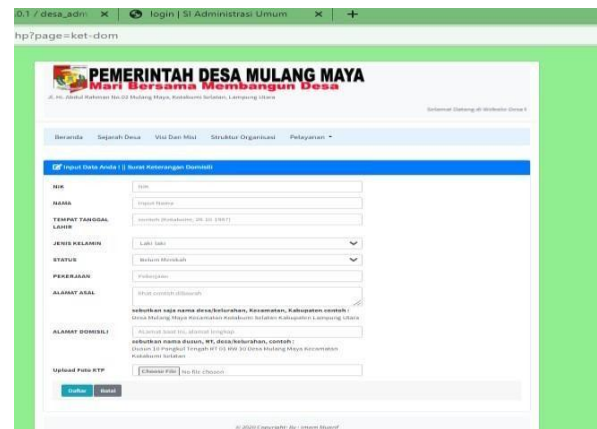 .0.1 / desa_adm × login | SI Administrasi Umum × +
hp?page=ket-dom
PEMERINTAH DESA MULANG MAYA
Mari Bersama Membangun Desa
Jl. Hi. Abdul Rahman No.03 Mulang Maya, Kotabumi Selatan, Lampung Utara
Selamat Datang di Website Desa
Beranda Sejarah Desa Visi Dan Misi Struktur Organisasi Pelayanan
Input Data Anda ! || Surat Keterangan Domisili
NIK NIK
NAMA Input Nama
TEMPAT TANGGAL LAHIR contoh (Kotabumi, 20-10-1987)
JENIS KELAMIN Laki laki
STATUS Belum Menikah
PEKERJAAN Pekerjaan
ALAMAT ASAL lihat contoh dibawah
sebutkan saja nama desa/kelurahan, Kecamatan, Kabupaten contoh :
Desa Mulang Maya Kecamatan Kotabumi Selatan Kabupaten Lampung Utara
ALAMAT DOMISILI ALamat saat ini, alamat lengkap
sebutkan nama dusun, RT, desa/kelurahan, contoh :
Dusun 10 Pangkul Tengah RT 02 RW 10 Desa Mulang Maya Kecamatan
Kotabumi Selatan
Upload Foto KTP Choose File No file chosen
Daftar Batal
© 2020 Copyright: By :